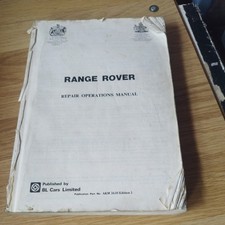 RANGE ROVER
REPAIR OPERATIONS MANUAL
Published by
BL Cars Limited